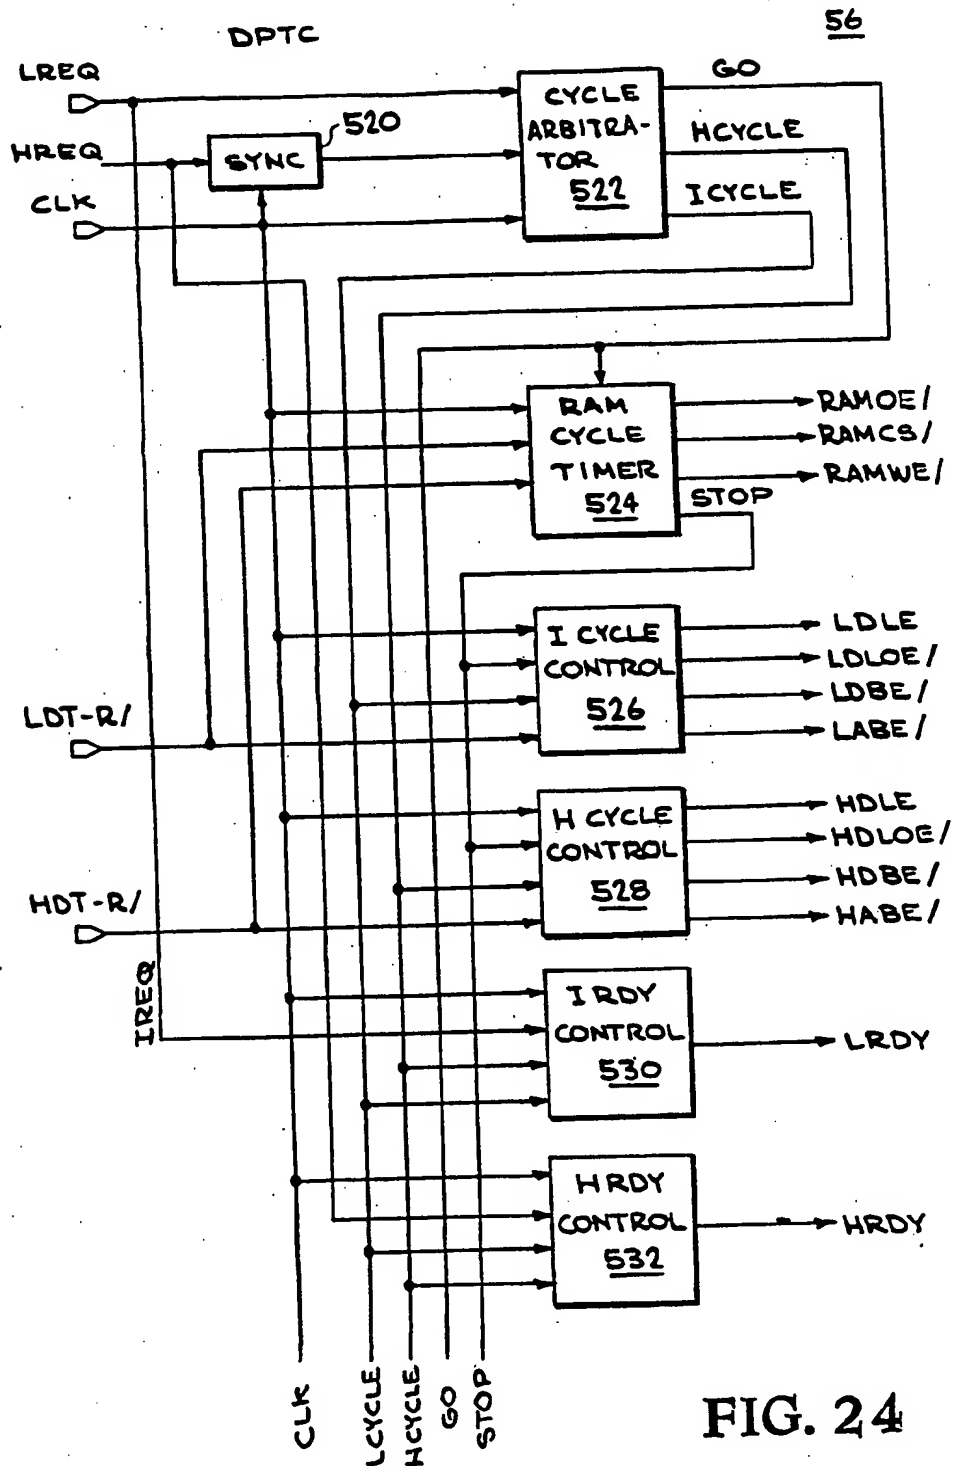 DPTC
56
LREQ
HREQ
CLK
520
SYNC
CYCLE
ARBITRA-
TOR
522
GO
HCYCLE
ICYCLE
RAM
CYCLE
TIMER
524
RAMOE/
RAMCS/
RAMWE/
STOP
I CYCLE
CONTROL
526
LDLE
LDLOE/
LDBE/
LABE/
LDT-R/
H CYCLE
CONTROL
528
HDLE
HDLOE/
HDBE/
HABE/
HDT-R/
IREQ
I RDY
CONTROL
530
LRDY
HRDY
CONTROL
532
HRDY
CLK
LCYCLE
HCYCLE
GO
STOP
FIG. 24